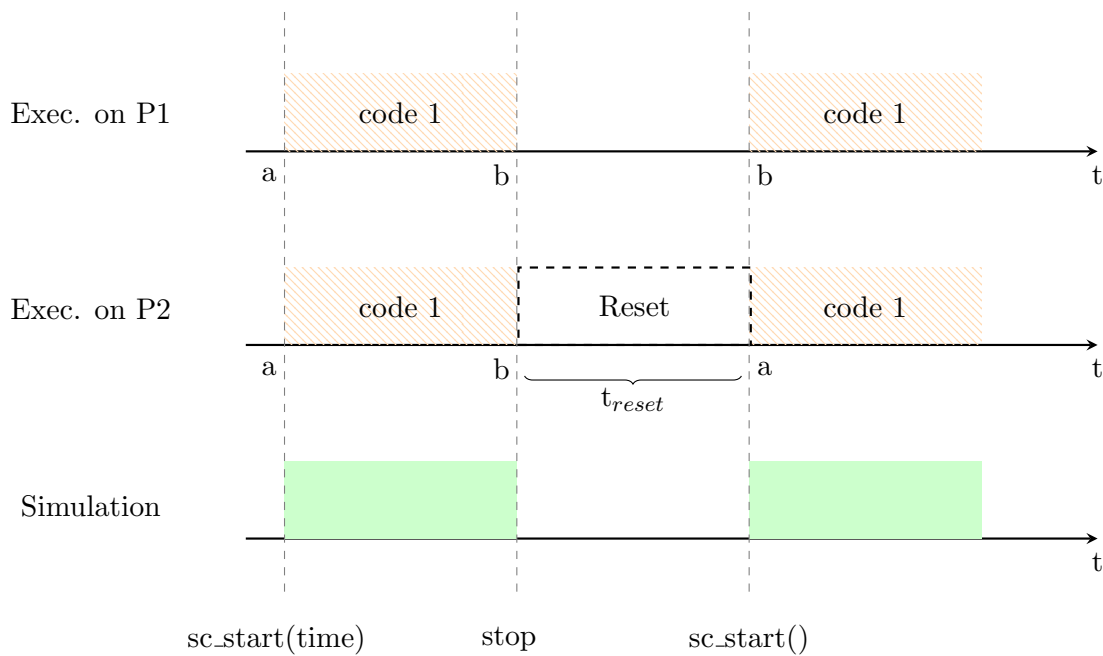 Exec. on P1
code 1
code 1
a
b
b
t
Exec. on P2
code 1
Reset
code 1
a
b
a
t
t_reset
Simulation
t
sc_start(time)
stop
sc_start()